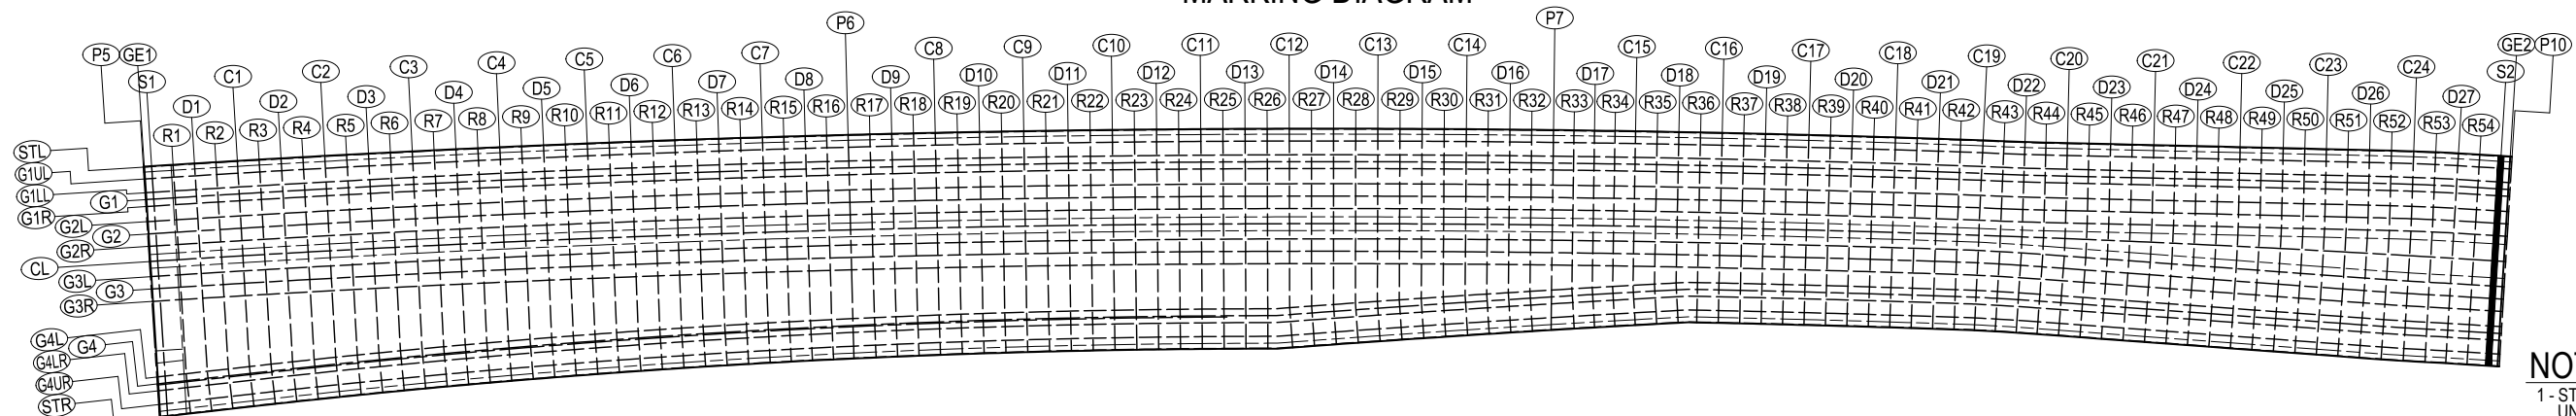 MARKING DIAGRAM
P6 P7
P5 GE1 C1 C2 C3 C4 C5 C6 C7 C8 C9 C10 C11 C12 C13 C14 C15 C16 C17 C18 C19 C20 C21 C22 C23 C24 GE2 P10
S1 D1 D2 D3 D4 D5 D6 D7 D8 D9 D10 D11 D12 D13 D14 D15 D16 D17 D18 D19 D20 D21 D22 D23 D24 D25 D26 D27 S2
R1 R2 R3 R4 R5 R6 R7 R8 R9 R10 R11 R12 R13 R14 R15 R16 R17 R18 R19 R20 R21 R22 R23 R24 R25 R26 R27 R28 R29 R30 R31 R32 R33 R34 R35 R36 R37 R38 R39 R40 R41 R42 R43 R44 R45 R46 R47 R48 R49 R50 R51 R52 R53 R54
STL
G1UL
G1LL
G1
G1R
G2L
G2
G2R
CL
G3L
G3
G3R
G4L
G4
G4LR
G4UR
STR
NO
1 - ST
UN